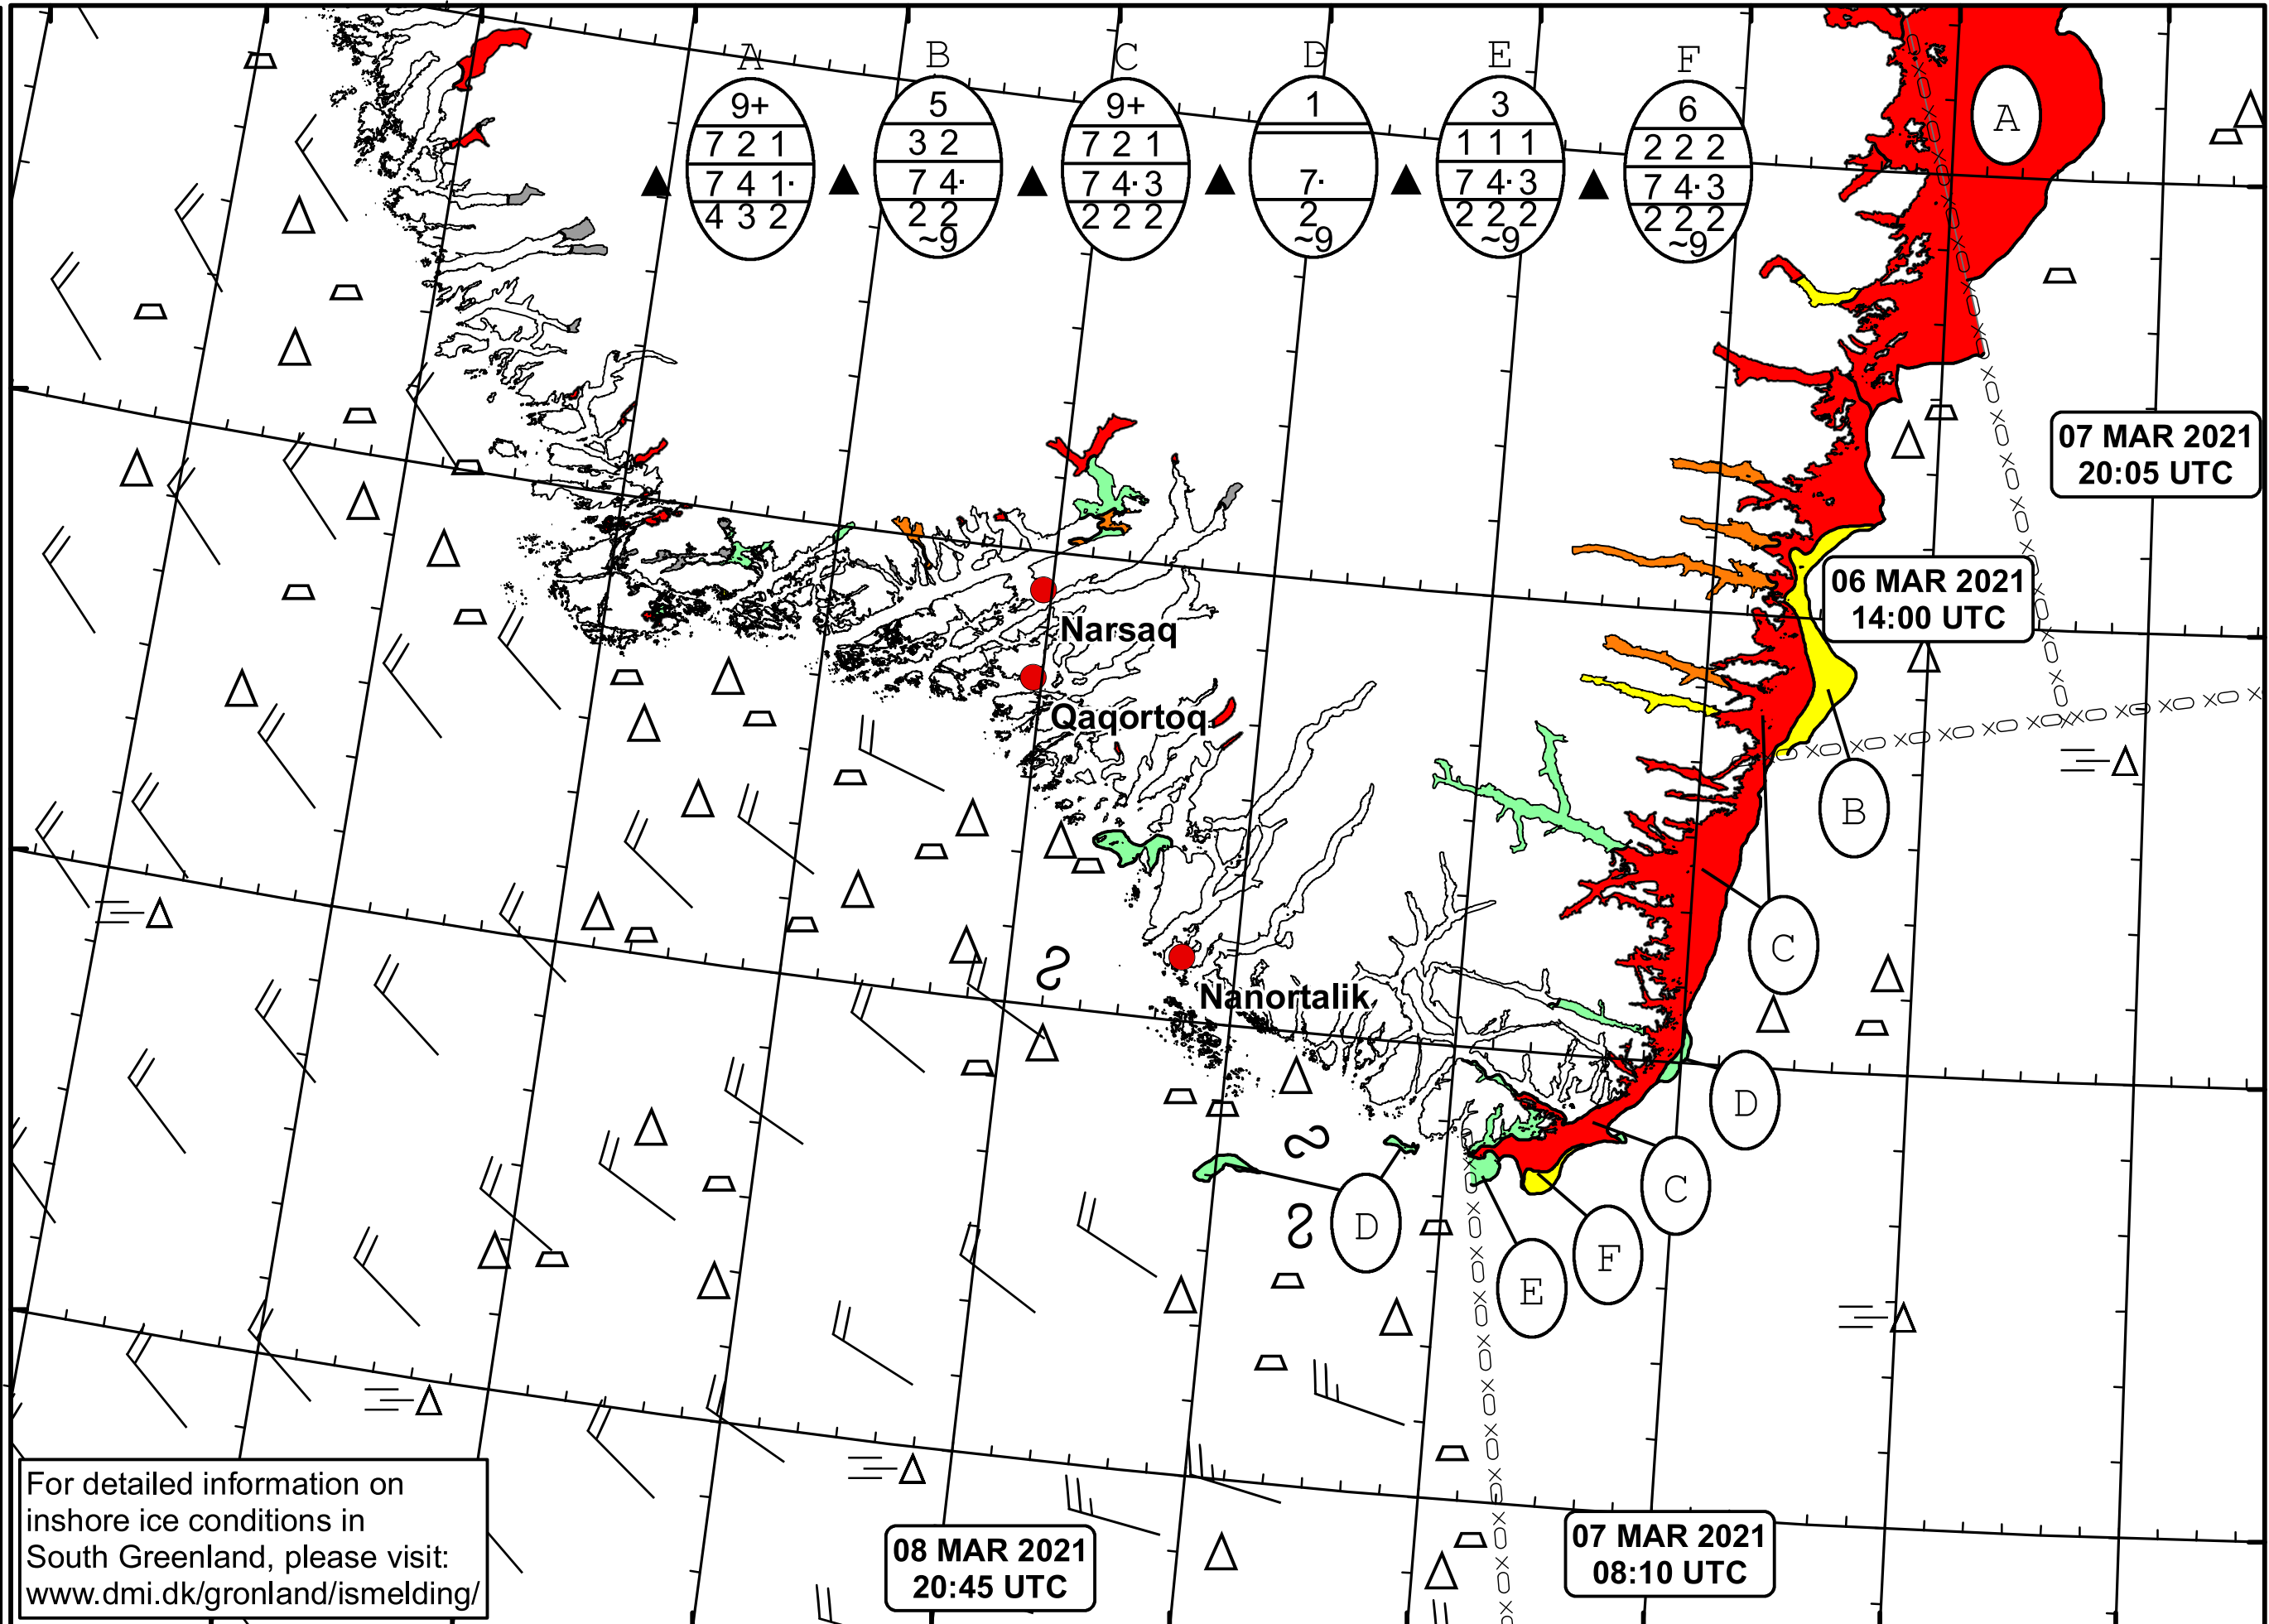 A B C D E F
9+ 5 9+ 1 3 6
7 2 1 3 2 7 2 1 1 1 1 2 2 2
7 4 1· 7 4· 7 4·3 7· 7 4·3 7 4·3
4 3 2 2 2 2 2 2 2 2 2 2 2 2 2
~9 ~9 ~9 ~9
A
07 MAR 2021
20:05 UTC
06 MAR 2021
14:00 UTC
Narsaq
Qaqortoq
B
C
Nanortalik
D
C
D
F
E
For detailed information on
inshore ice conditions in
South Greenland, please visit:
www.dmi.dk/gronland/ismelding/
08 MAR 2021
20:45 UTC
07 MAR 2021
08:10 UTC